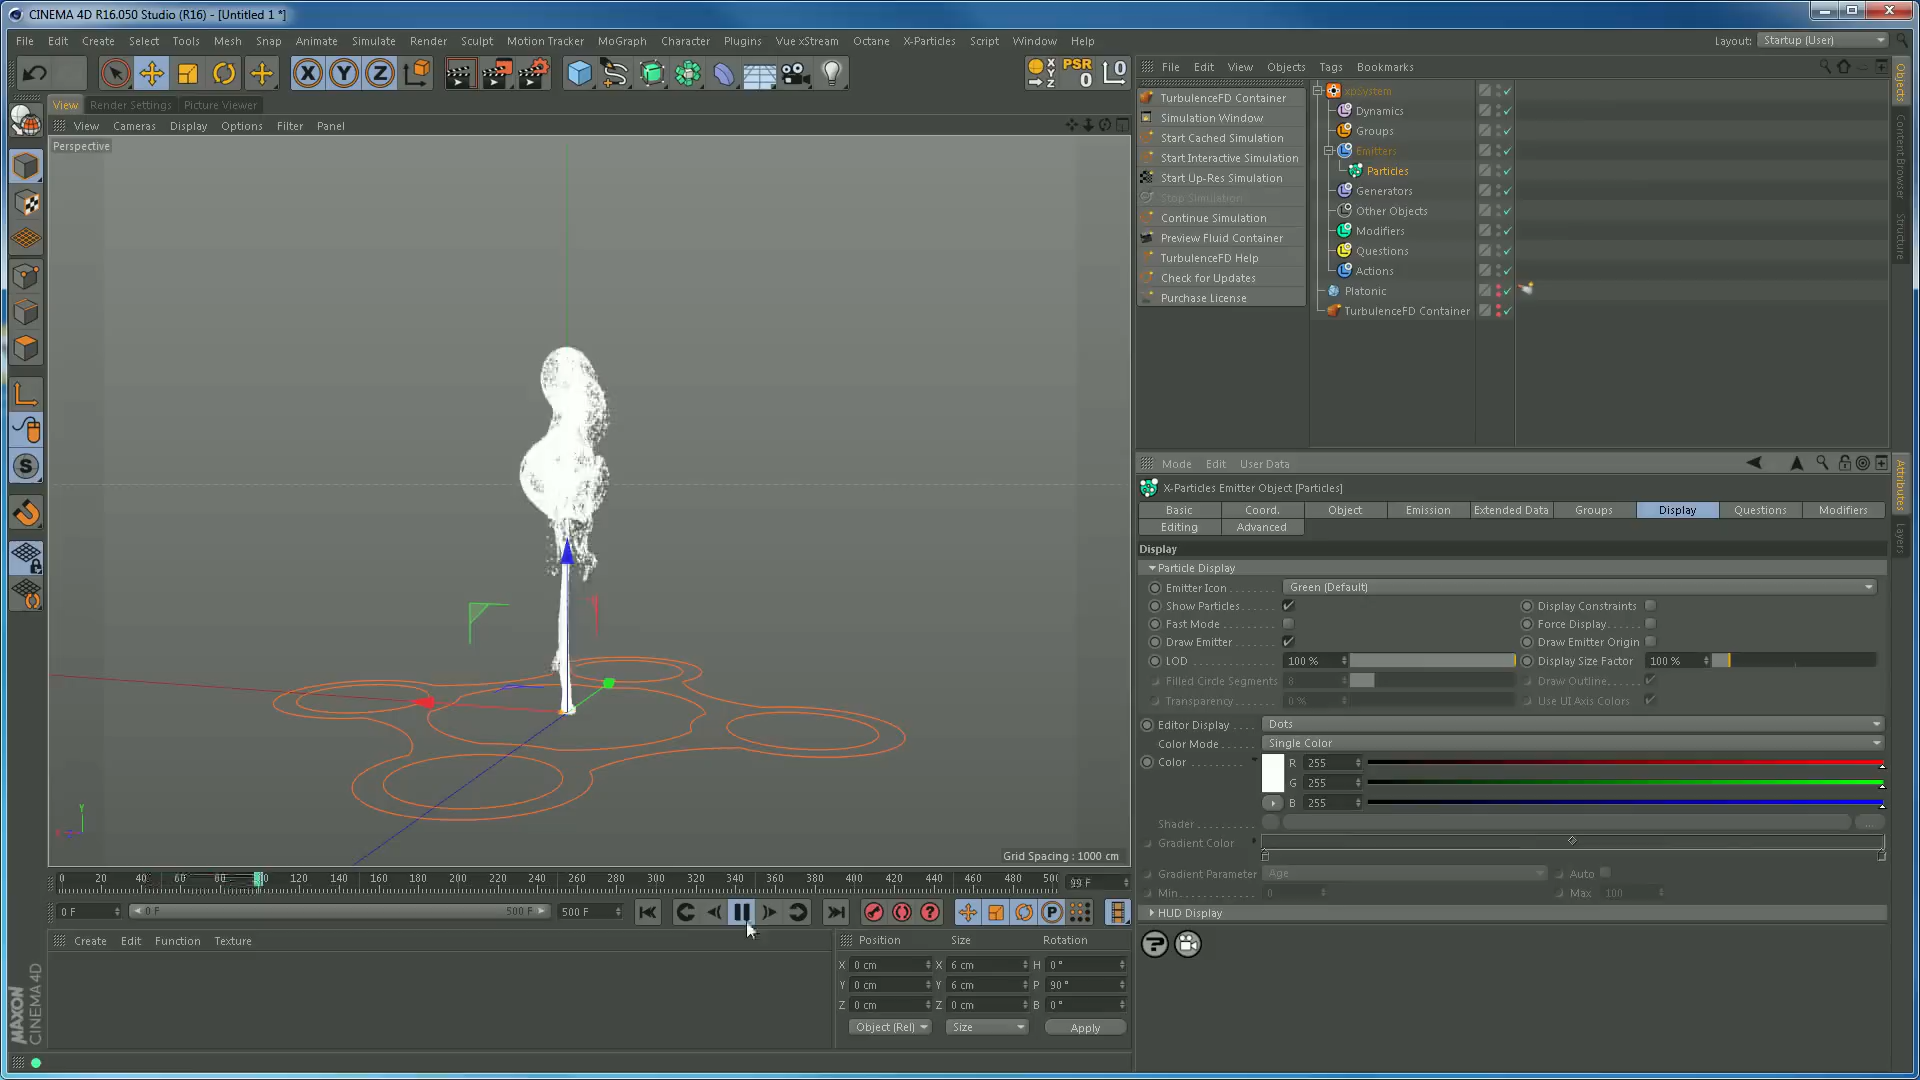 CINEMA 4D R16.050 Studio (R16) - [Untitled 1 *]
File Edit Create Select Tools Mesh Snap Animate Simulate Render Sculpt Motion Tracker MoGraph Character Plugins Vue xStream Octane X-Particles Script Window Help
Layout: Startup (User)
X Y Z
X Y Z PSR 0 0
View Render Settings Picture Viewer
View Cameras Display Options Filter Panel
Perspective
TurbulenceFD Container
Simulation Window
Start Cached Simulation
Start Interactive Simulation
Start Up-Res Simulation
Stop Simulation
Continue Simulation
Preview Fluid Container
TurbulenceFD Help
Check for Updates
Purchase License
File Edit View Objects Tags Bookmarks
xpSystem
Dynamics
Groups
Emitters
Particles
Generators
Other Objects
Modifiers
Questions
Actions
Platonic
TurbulenceFD Container
Objects
Content Browser
Structure
Mode Edit User Data
X-Particles Emitter Object [Particles]
Basic Coord. Object Emission Extended Data Groups Display Questions Modifiers
Editing Advanced
Display
Particle Display
Emitter Icon Green (Default)
Show Particles Display Constraints
Fast Mode Force Display
Draw Emitter Draw Emitter Origin
LOD 100 % Display Size Factor 100 %
Filled Circle Segments 8 Draw Outline
Transparency 0 % Use UI Axis Colors
Editor Display Dots
Color Mode Single Color
Color R 255
G 255
B 255
Shader ...
Gradient Color
Gradient Parameter Age Auto
Min. 0 Max 100
HUD Display
Attributes
Layers
Y
Grid Spacing : 1000 cm
0 20 40 60 80 100 120 140 160 180 200 220 240 260 280 300 320 340 360 380 400 420 440 460 480 500 99 F
0 F 0 F 500 F 500 F
P
Create Edit Function Texture
Position Size Rotation
X 0 cm X 6 cm H 0 °
Y 0 cm Y 6 cm P 90 °
Z 0 cm Z 0 cm B 0 °
Object (Rel) Size Apply
MAXON
CINEMA 4D